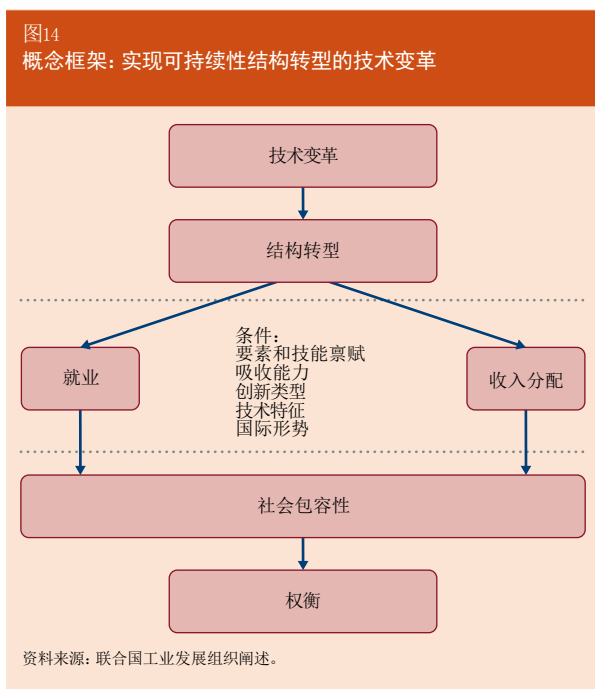 图14
概念框架：实现可持续性结构转型的技术变革
技术变革
结构转型
条件：
要素和技能禀赋
吸收能力
创新类型
技术特征
国际形势
就业
收入分配
社会包容性
权衡
资料来源：联合国工业发展组织阐述。